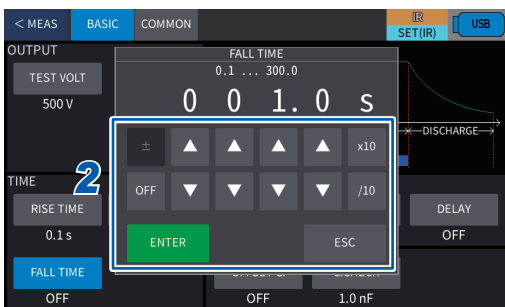 < MEAS BASIC COMMON IR SET(IR) USB
OUTPUT
TEST VOLT
500 V
FALL TIME
0.1 ... 300.0
0 0 1. 0 s
± x10
OFF /10
ENTER ESC
DISCHARGE
2
TIME
RISE TIME
0.1 s
DELAY
OFF
FALL TIME
OFF
OFF
1.0 nF